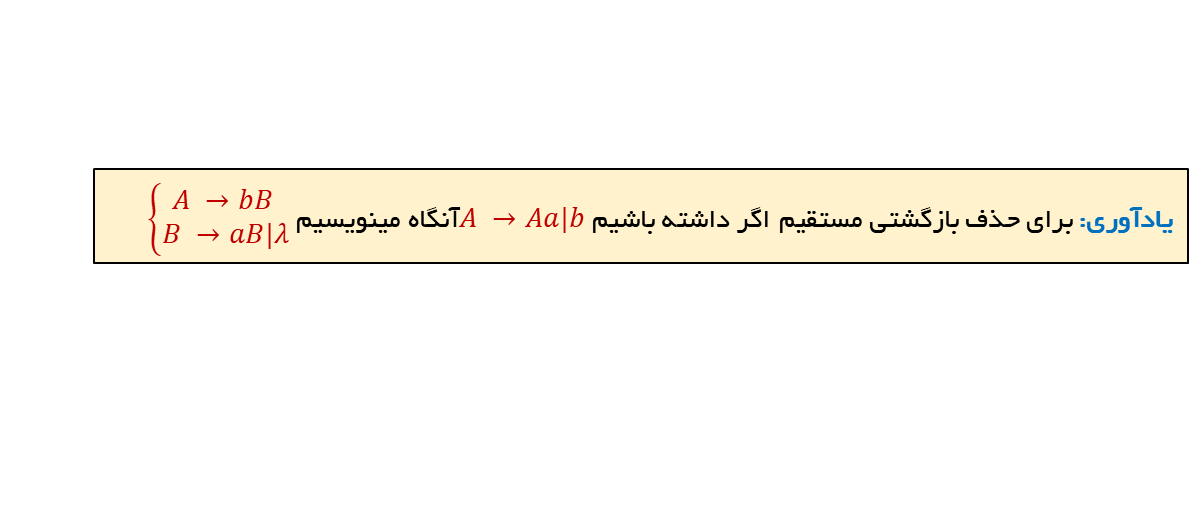 یادآوری: برای حذف بازگشتی مستقیم اگر داشته باشیم A → Aa|b آنگاه مینویسیم
A → bB
B → aB|λ